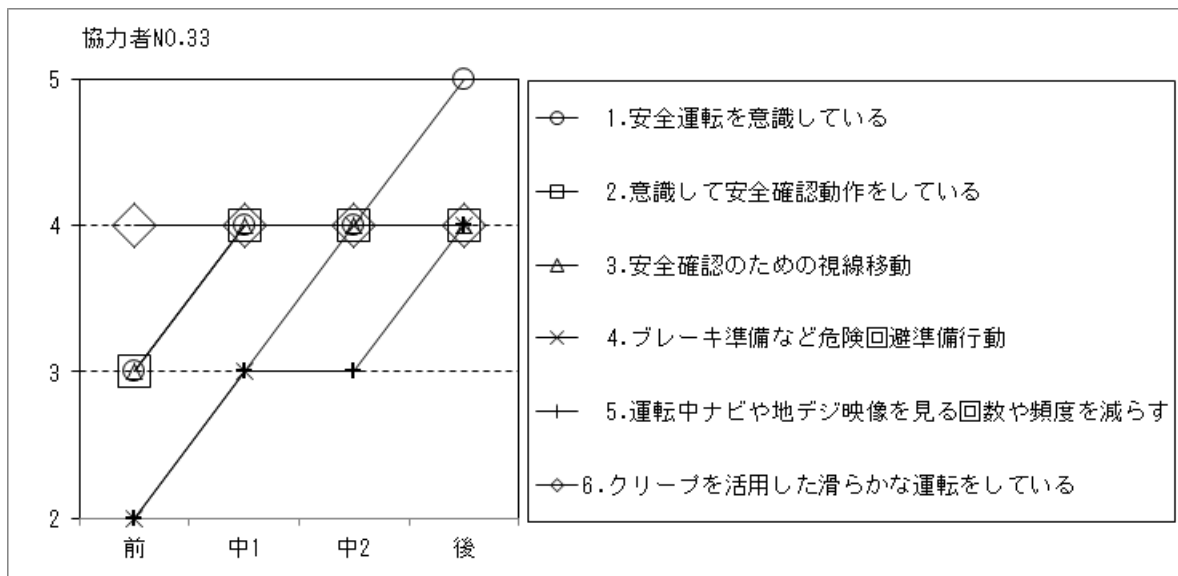 協力者NO.33
5
4
3
2
前 中1 中2 後
1.安全運転を意識している
2.意識して安全確認動作をしている
3.安全確認のための視線移動
4.ブレーキ準備など危険回避準備行動
5.運転中ナビや地デジ映像を見る回数や頻度を減らす
6.クリープを活用した滑らかな運転をしている